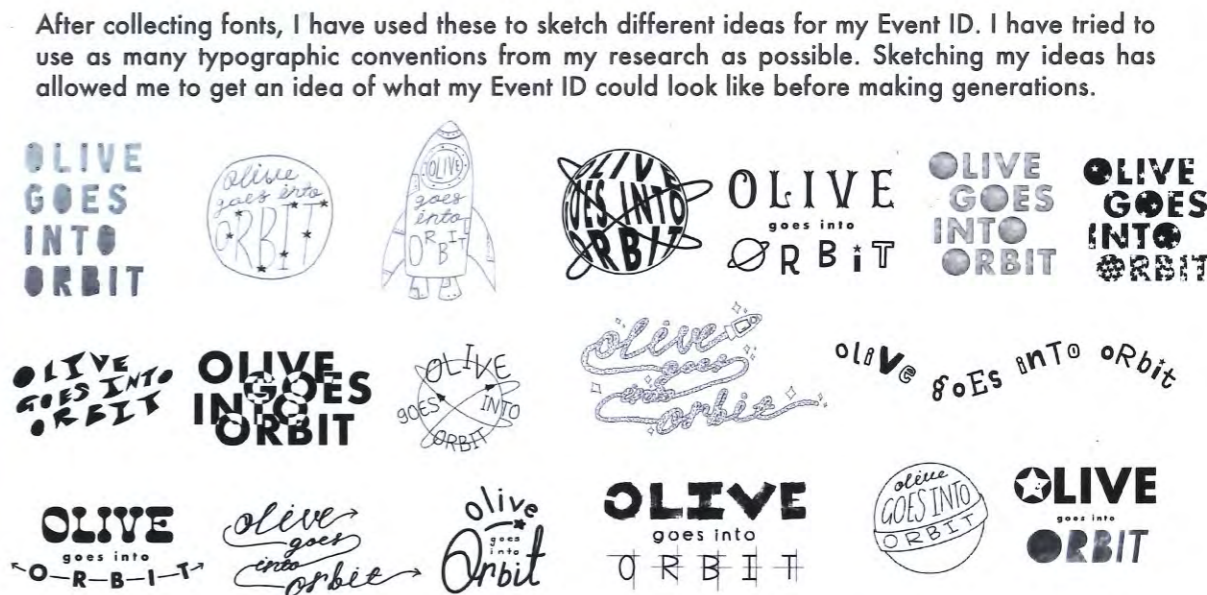 After collecting fonts, I have used these to sketch different ideas for my Event ID. I have tried to
use as many typographic conventions from my research as possible. Sketching my ideas has
allowed me to get an idea of what my Event ID could look like before making generations.
OLIVE
GOES
INTO
ORBIT
olive
goes into
ORBIT
OLIVE
goes
into
ORBIT
OLIVE
GOES INTO
ORBIT
OLIVE
goes into
ORBiT
OLIVE
GOES
INTO
ORBIT
OLIVE
GOES
INTO
ORBIT
OLIVE
GOES INTO
ORBIT
OLIVE
GOES
INTO
ORBIT
OLIVE
GOES INTO
ORBIT
olive
goes
into
orbit
oliVe goEs inTo oRbit
OLIVE
goes into
O-R-B-I-T
olive
goes
into
orbit
olive
goes
into
Orbit
OLIVE
goes into
ORBIT
olive
GOES INTO
ORBIT
OLIVE
goes into
ORBIT